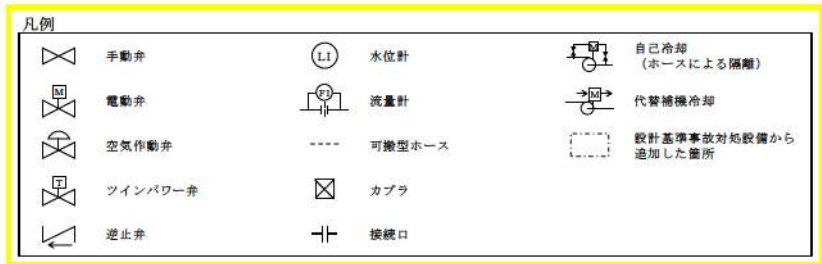 凡例
手動弁
LI
水位計
M
自己冷却
（ホースによる隔離）
M
電動弁
FI
流量計
M
代替補機冷却
空気作動弁
可搬型ホース
設計基準事故対処設備から
追加した箇所
T
ツインパワー弁
カプラ
逆止弁
接続口